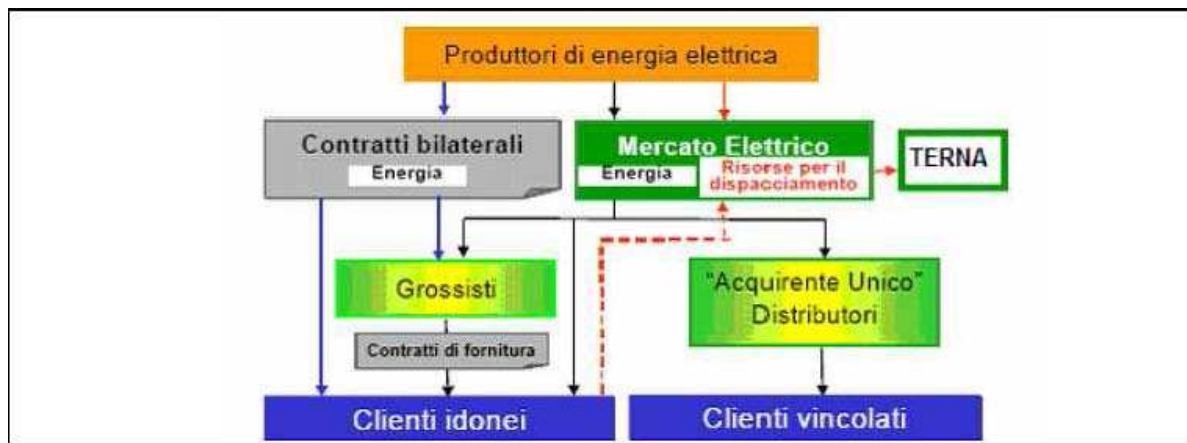 Produttori di energia elettrica
Contratti bilaterali
Energia
Mercato Elettrico
Energia
Risorse per il
dispacciamento
TERNA
Grossisti
"Acquirente Unico"
Distributori
Contratti di fornitura
Clienti idonei
Clienti vincolati